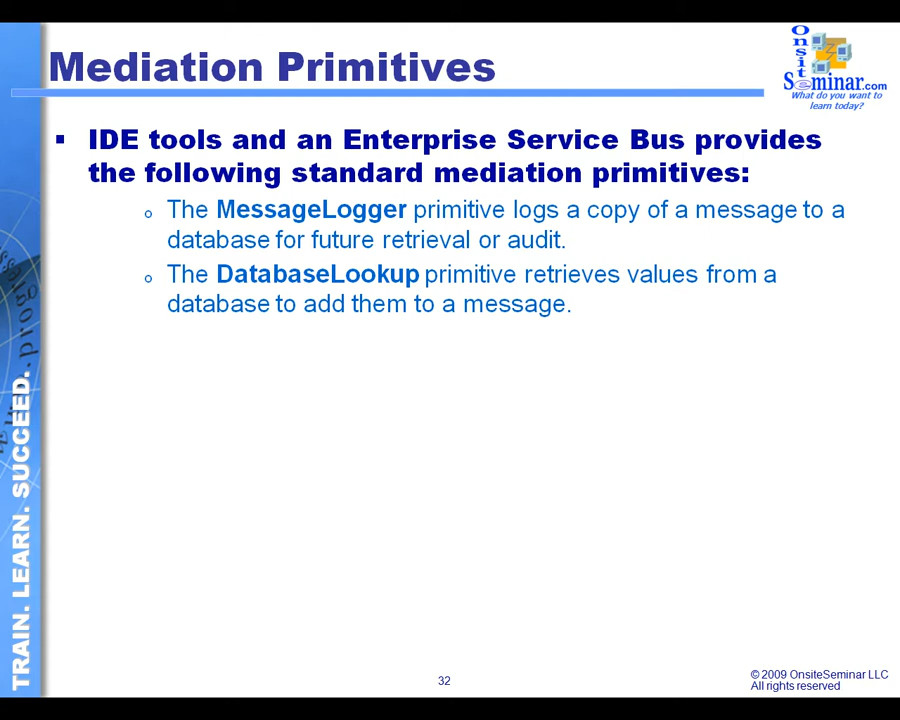 Mediation Primitives
Onsite
Seminar.com
What do you want to
learn today?
▪ IDE tools and an Enterprise Service Bus provides
the following standard mediation primitives:
o The MessageLogger primitive logs a copy of a message to a
database for future retrieval or audit.
o The DatabaseLookup primitive retrieves values from a
database to add them to a message.
TRAIN. LEARN. SUCCEED.
32
© 2009 OnsiteSeminar LLC
All rights reserved